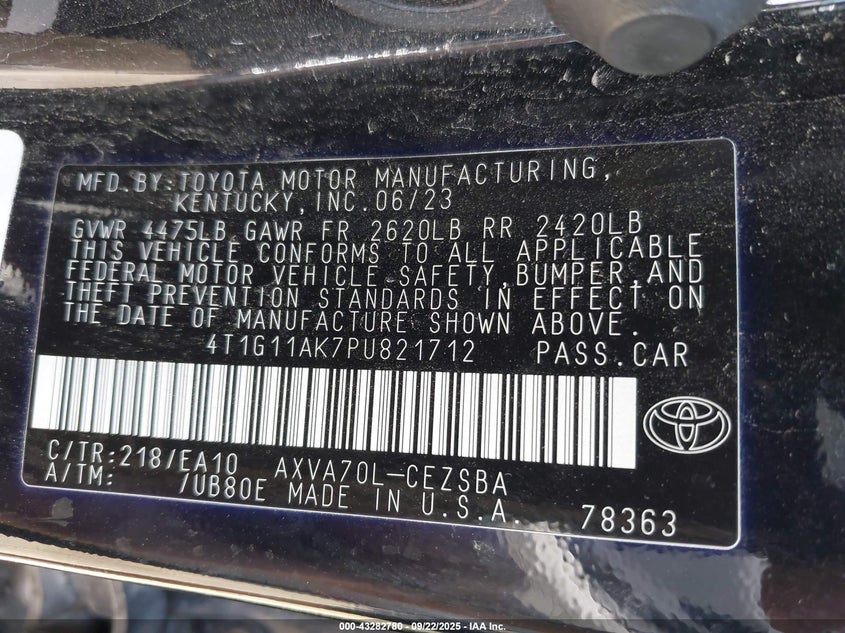 MFD.BY:TOYOTA MOTOR MANUFACTURING,
KENTUCKY,INC.06/23
GVWR 4475LB GAWR FR 2620LB RR 2420LB
THIS VEHICLE CONFORMS TO ALL APPLICABLE
FEDERAL MOTOR VEHICLE SAFETY,BUMPER,AND
THEFT PREVENTION STANDARDS IN EFFECT ON
THE DATE OF MANUFACTURE SHOWN ABOVE.
4T1G11AK7PU821712 PASS.CAR
C/TR:218/EA10 AXVA70L-CEZSBA
A/TM: /UB80E MADE IN U.S.A. 78363
000-43282780 - 09/22/2025 - IAA Inc.